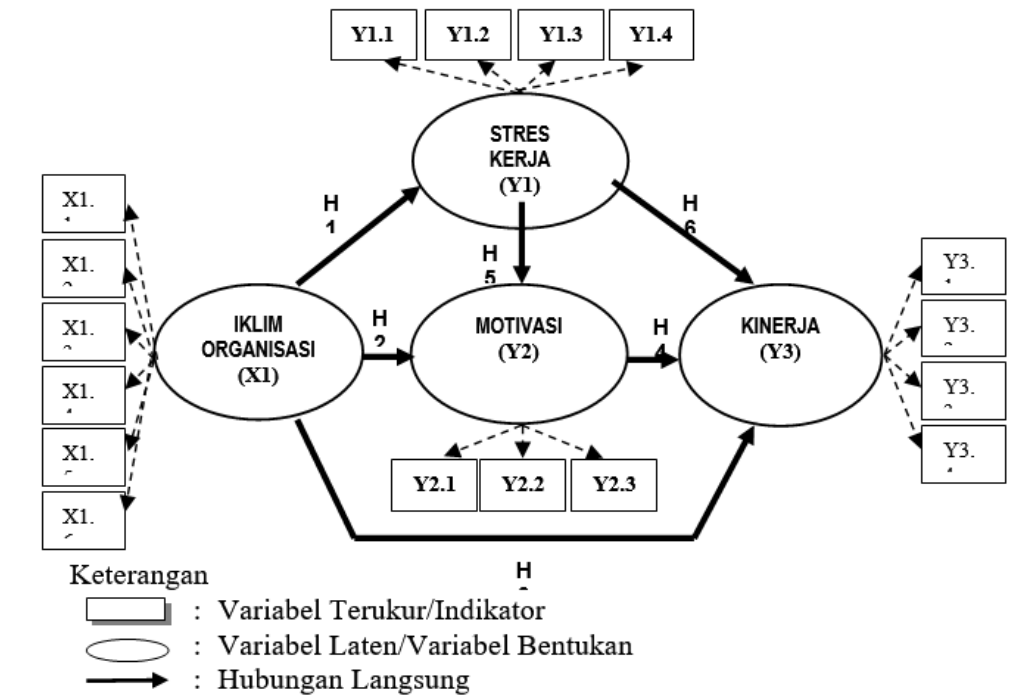 Y1.1 Y1.2 Y1.3 Y1.4
STRES
KERJA
(Y1)
H
1
H
6
H
5
X1.
X1.
X1.
X1.
X1.
X1.
IKLIM
ORGANISASI
(X1)
H
2
MOTIVASI
(Y2)
H
4
KINERJA
(Y3)
Y3.
Y3.
Y3.
Y3.
Y2.1 Y2.2 Y2.3
H
Keterangan
: Variabel Terukur/Indikator
: Variabel Laten/Variabel Bentukan
: Hubungan Langsung